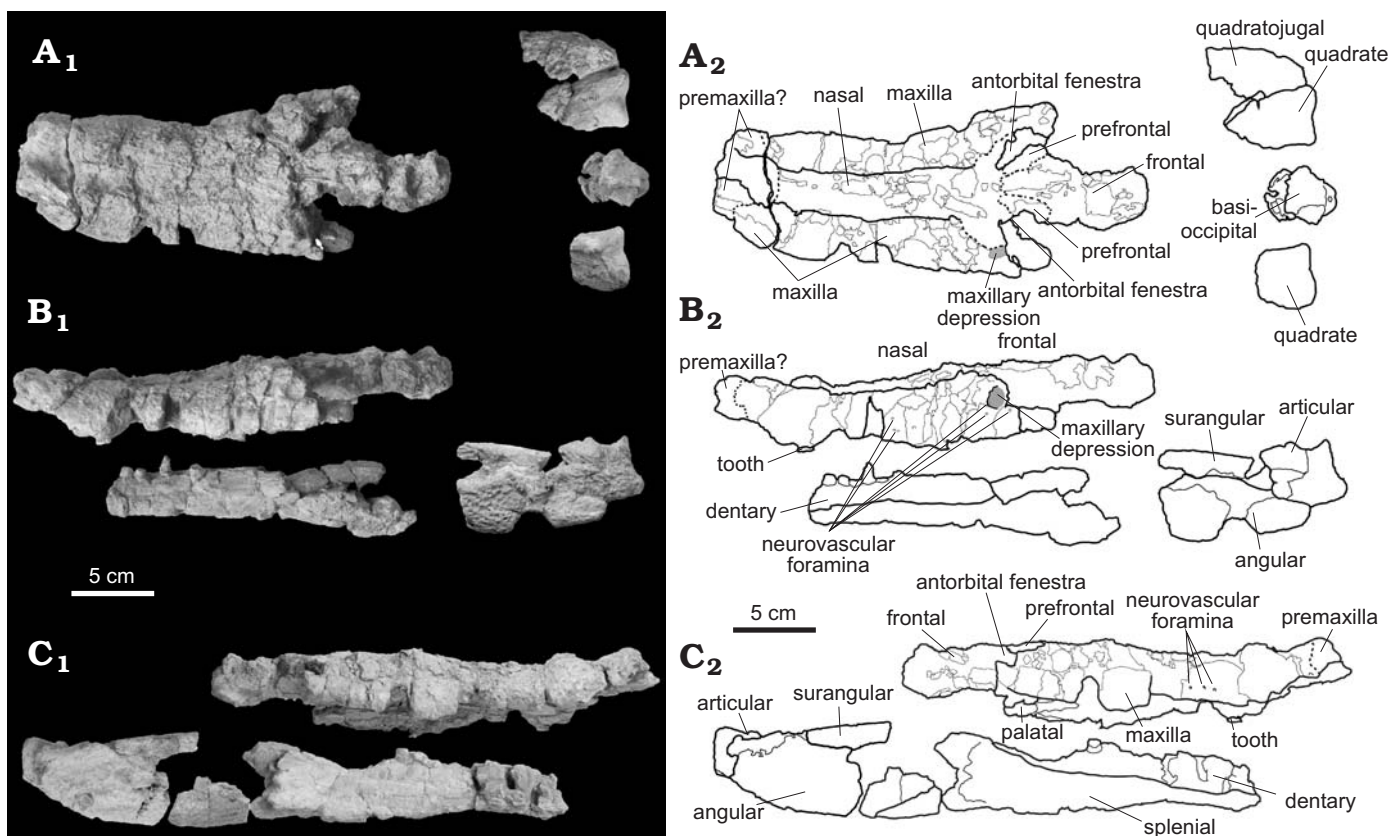 A1
B1
5 cm
C1
A2
quadratojugal
quadrate
premaxilla?
nasal
maxilla
antorbital fenestra
prefrontal
frontal
basi-
occipital
prefrontal
maxilla
maxillary
depression
antorbital fenestra
quadrate
B2
premaxilla?
nasal
frontal
maxillary
depression
surangular
articular
tooth
dentary
neurovascular
foramina
angular
5 cm
C2
frontal
antorbital fenestra
prefrontal
neurovascular
foramina
premaxilla
articular
surangular
palatal
maxilla
tooth
angular
splenial
dentary